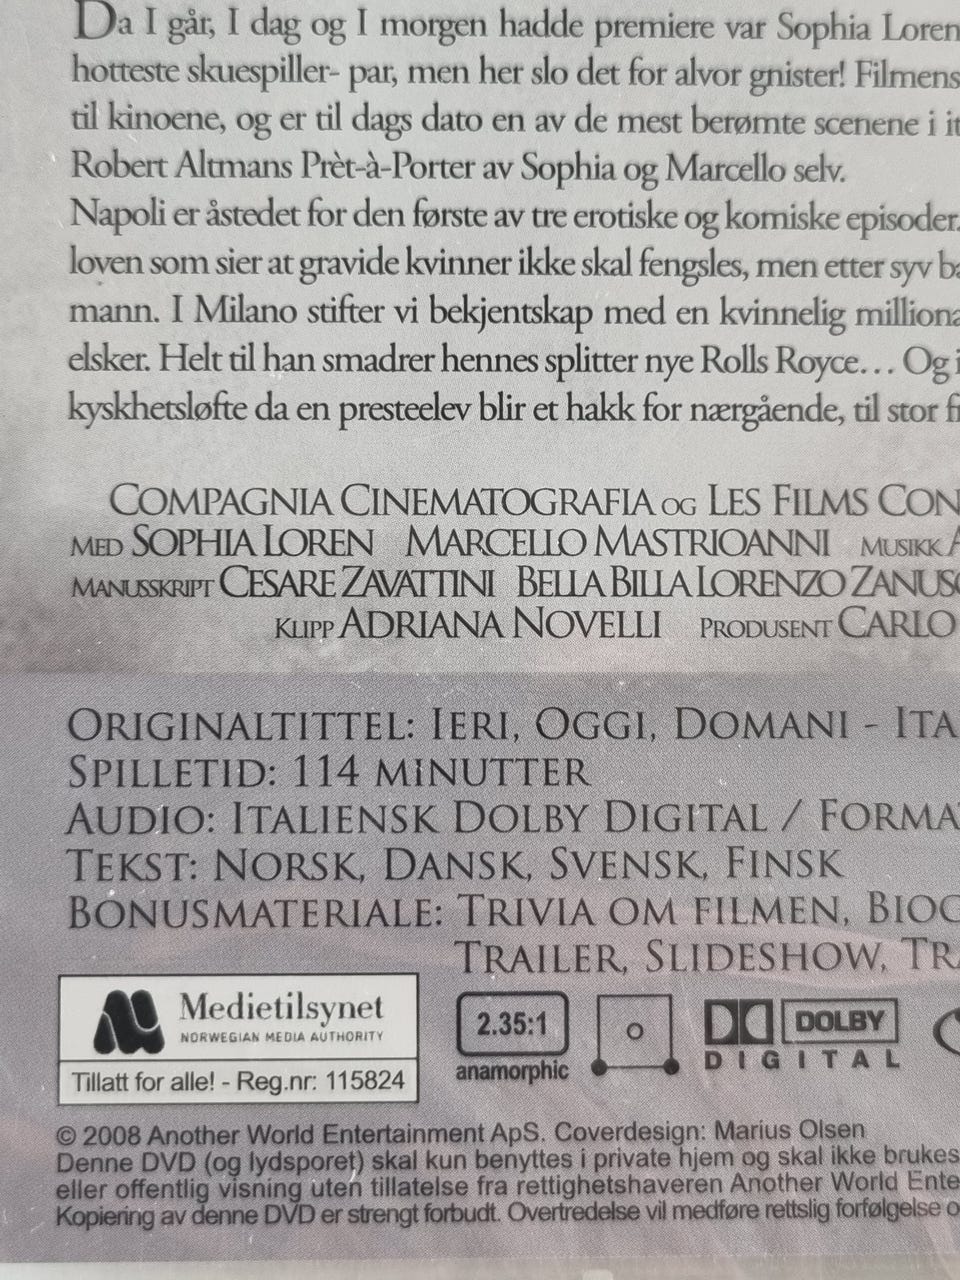 Da I går, I dag og I morgen hadde premiere var Sophia Loren
hotteste skuespiller- par, men her slo det for alvor gnister! Filmens
til kinoene, og er til dags dato en av de mest berømte scenene i it
Robert Altmans Prèt-à-Porter av Sophia og Marcello selv.
Napoli er åstedet for den første av tre erotiske og komiske episoder.
loven som sier at gravide kvinner ikke skal fengsles, men etter syv ba
mann. I Milano stifter vi bekjentskap med en kvinnelig milliona
elsker. Helt til han smadrer hennes splitter nye Rolls Royce... Og i
kyskhetsløfte da en presteelev blir et hakk for nærgående, til stor f
COMPAGNIA CINEMATOGRAFIA OG LES FILMS CON
MED SOPHIA LOREN MARCELLO MASTRIOANNI MUSIKK A
MANUSSKRIPT CESARE ZAVATTINI BELLA BILLA LORENZO ZANUSO
KLIPP ADRIANA NOVELLI PRODUSENT CARLO
ORIGINALTITTEL: IERI, OGGI, DOMANI - ITA
SPILLETID: 114 MINUTTER
AUDIO: ITALIENSK DOLBY DIGITAL / FORMA
TEKST: NORSK, DANSK, SVENSK, FINSK
BONUSMATERIALE: TRIVIA OM FILMEN, BIOG
TRAILER, SLIDESHOW, TRA
Medietilsynet
NORWEGIAN MEDIA AUTHORITY
Tillatt for alle! - Reg.nr: 115824
2.35:1
anamorphic
DOLBY
DIGITAL
© 2008 Another World Entertainment ApS. Coverdesign: Marius Olsen
Denne DVD (og lydsporet) skal kun benyttes i private hjem og skal ikke brukes
eller offentlig visning uten tillatelse fra rettighetshaveren Another World Ente
Kopiering av denne DVD er strengt forbudt. Overtredelse vil medføre rettslig forfølgelse o